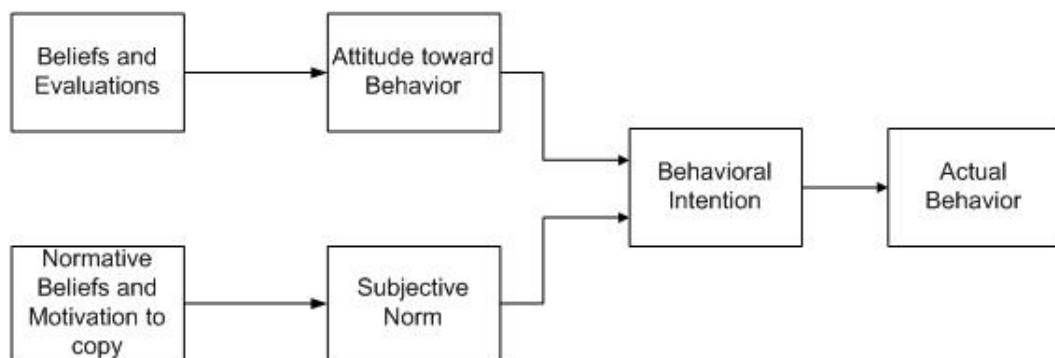 Beliefs and
Evaluations
Attitude toward
Behavior
Behavioral
Intention
Actual
Behavior
Normative
Beliefs and
Motivation to
copy
Subjective
Norm